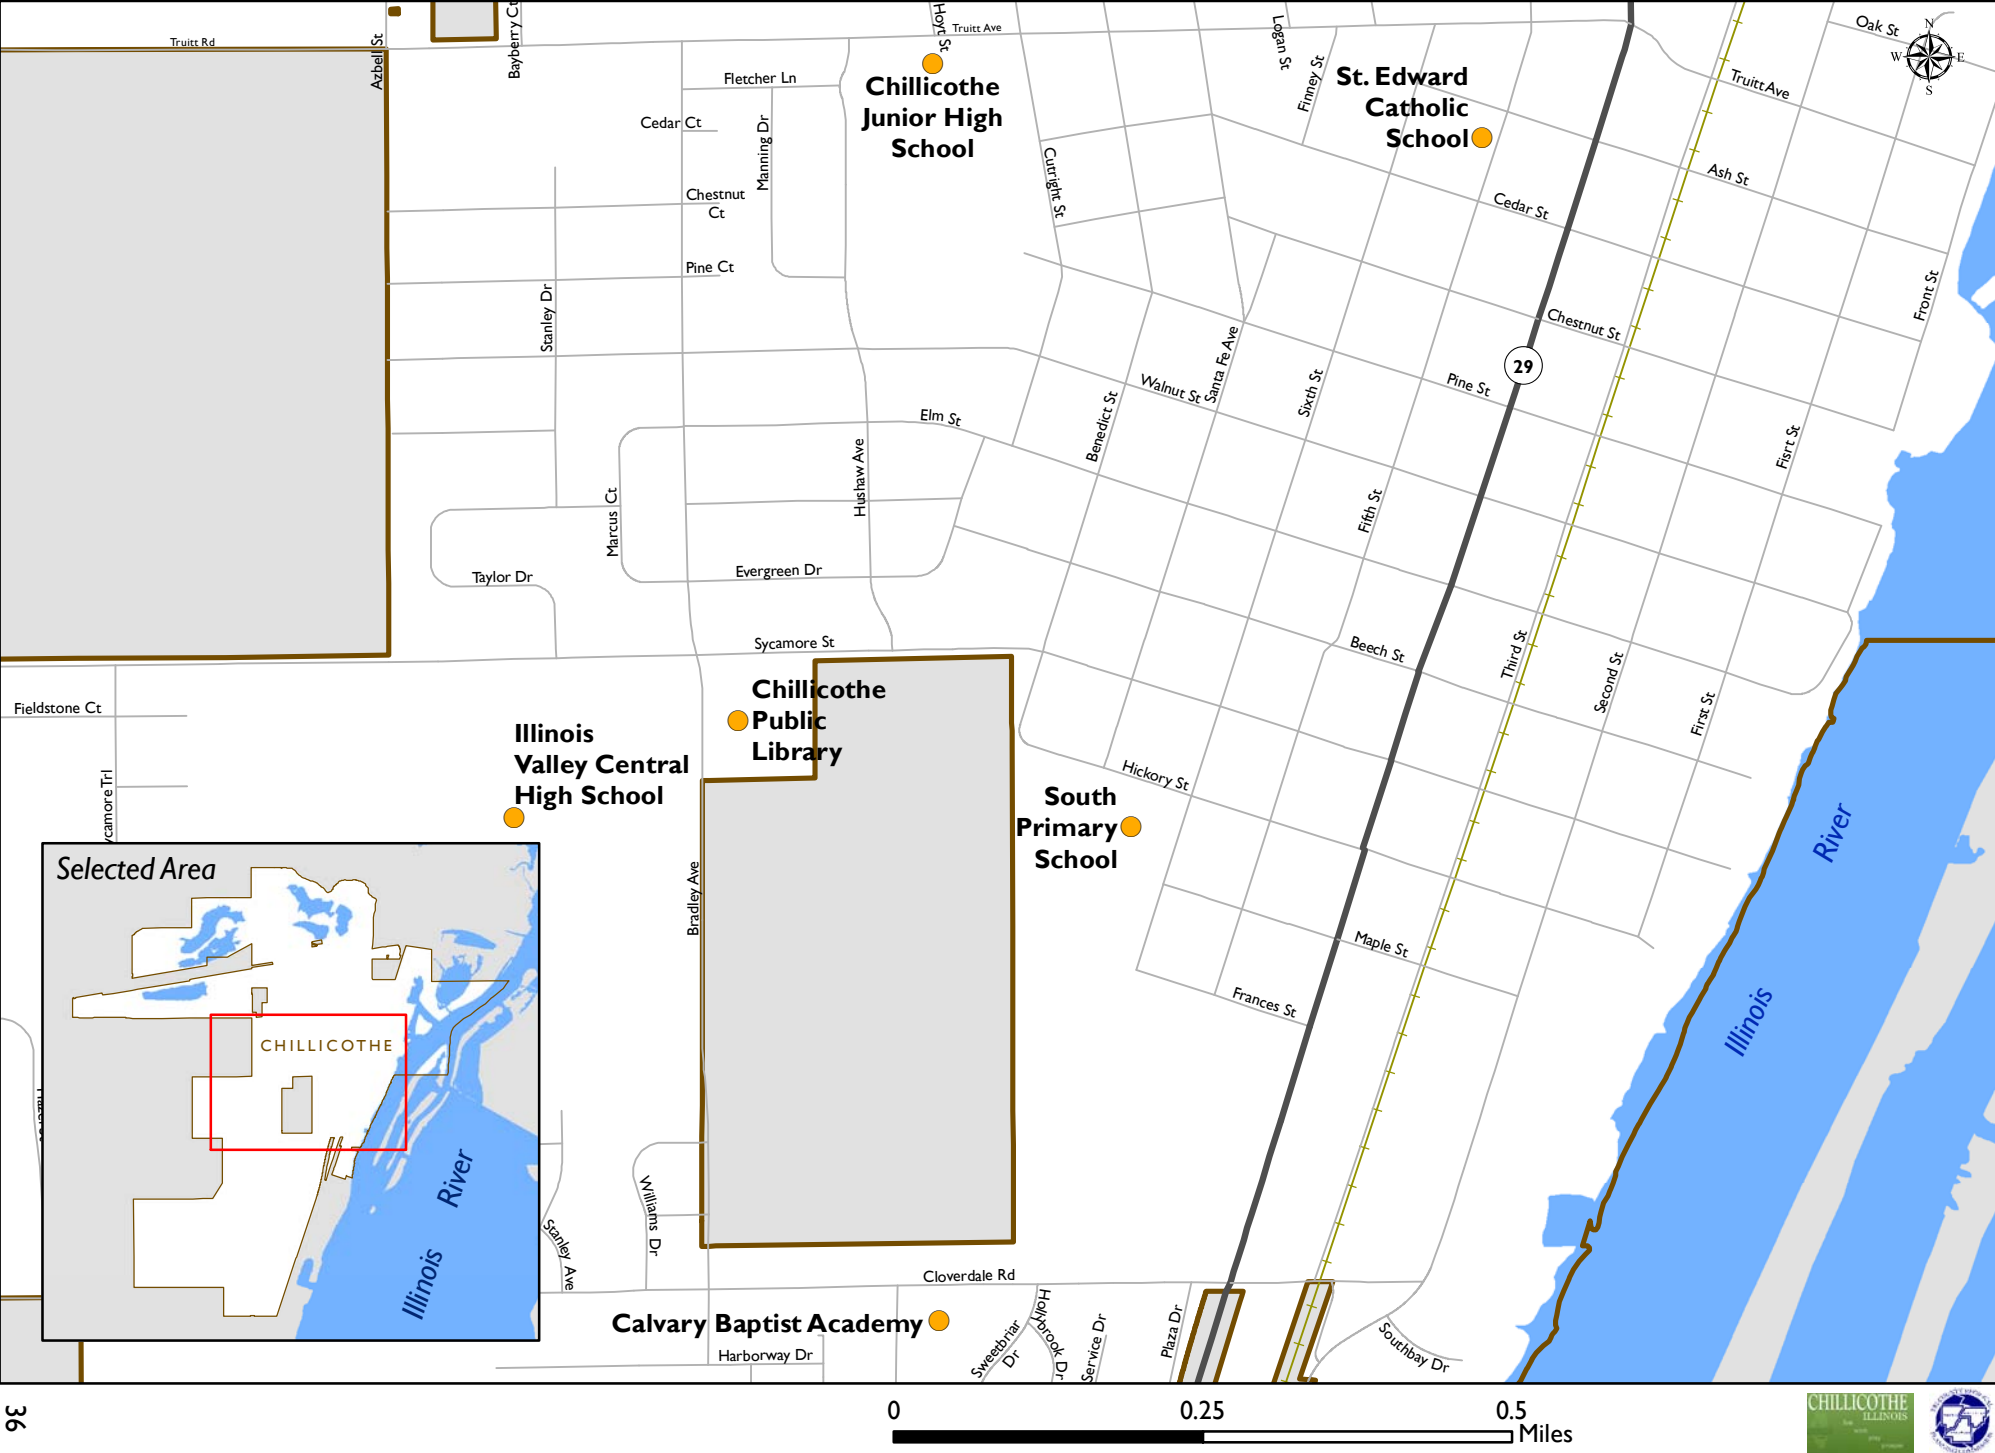 Truitt Rd
Azbell St
Bayberry Ct
Hoyt St
Truitt Ave
Logan St
Finney St
Oak St
N
W
E
S
Fletcher Ln
Chillicothe
Junior High
School
St. Edward
Catholic
School
Truitt Ave
Cedar Ct
Manning Dr
Cutright St
Ash St
Chestnut
Ct
Cedar St
Pine Ct
Stanley Dr
Front St
Chestnut St
29
Santa Fe Ave
Walnut St
Sixth St
Pine St
Benedict St
Elm St
Hushaw Ave
Fisrt St
Marcus Ct
Fifth St
Taylor Dr
Evergreen Dr
Sycamore St
Beech St
Third St
Second St
First St
Fieldstone Ct
Chillicothe
Public
Library
Illinois
Valley Central
High School
Hickory St
South
Primary
School
ycamore Trl
River
Illinois
Bradley Ave
Maple St
Frances St
Selected Area
CHILLICOTHE
River
Illinois
Williams Dr
Stanley Ave
Cloverdale Rd
Calvary Baptist Academy
Harborway Dr
Sweetbriar
Dr
Hollybrook Dr
Service Dr
Plaza Dr
Southbay Dr
36
0
0.25
0.5
Miles
CHILLICOTHE
ILLINOIS